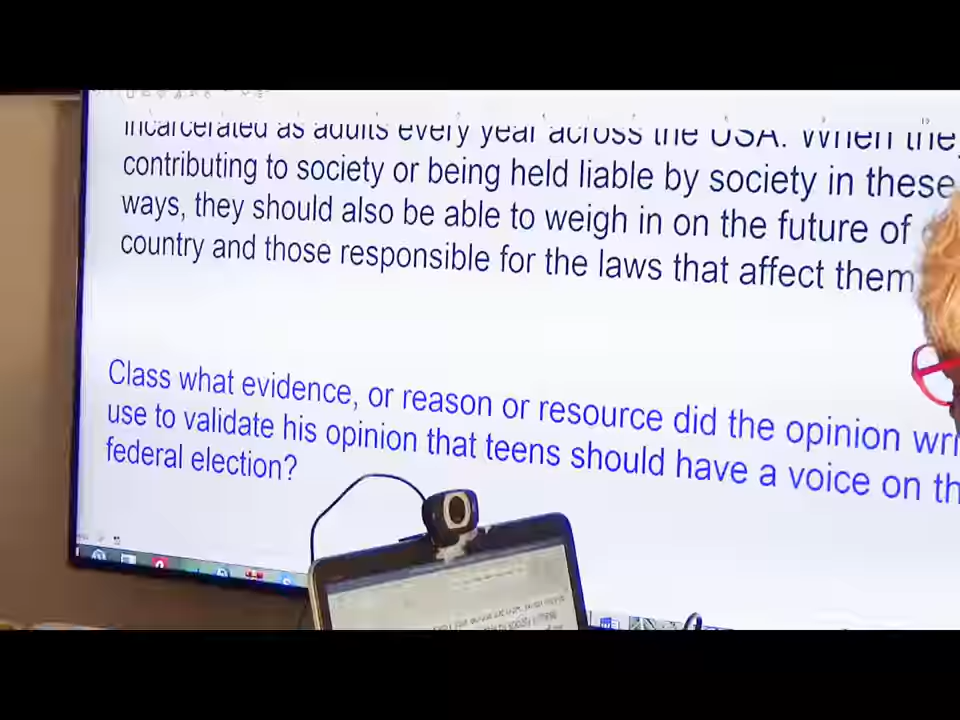 incarcerated as adults every year across the USA. When they
contributing to society or being held liable by society in these
ways, they should also be able to weigh in on the future of
country and those responsible for the laws that affect them
Class what evidence, or reason or resource did the opinion wri
use to validate his opinion that teens should have a voice on th
federal election?